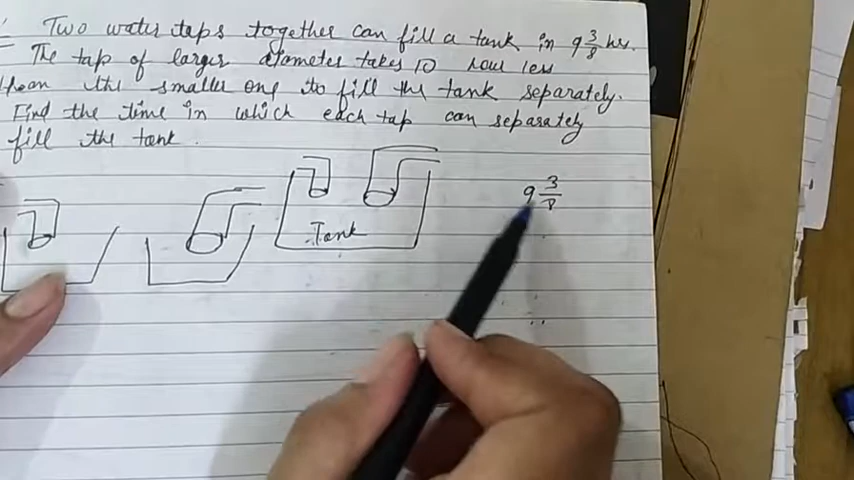 Two water taps together can fill a tank in 9 3/8 hrs.
The tap of larger diameter takes 10 hour less
than the smaller one to fill the tank separately.
Find the time in which each tap can separately
fill the tank.
Tank
9 3/8